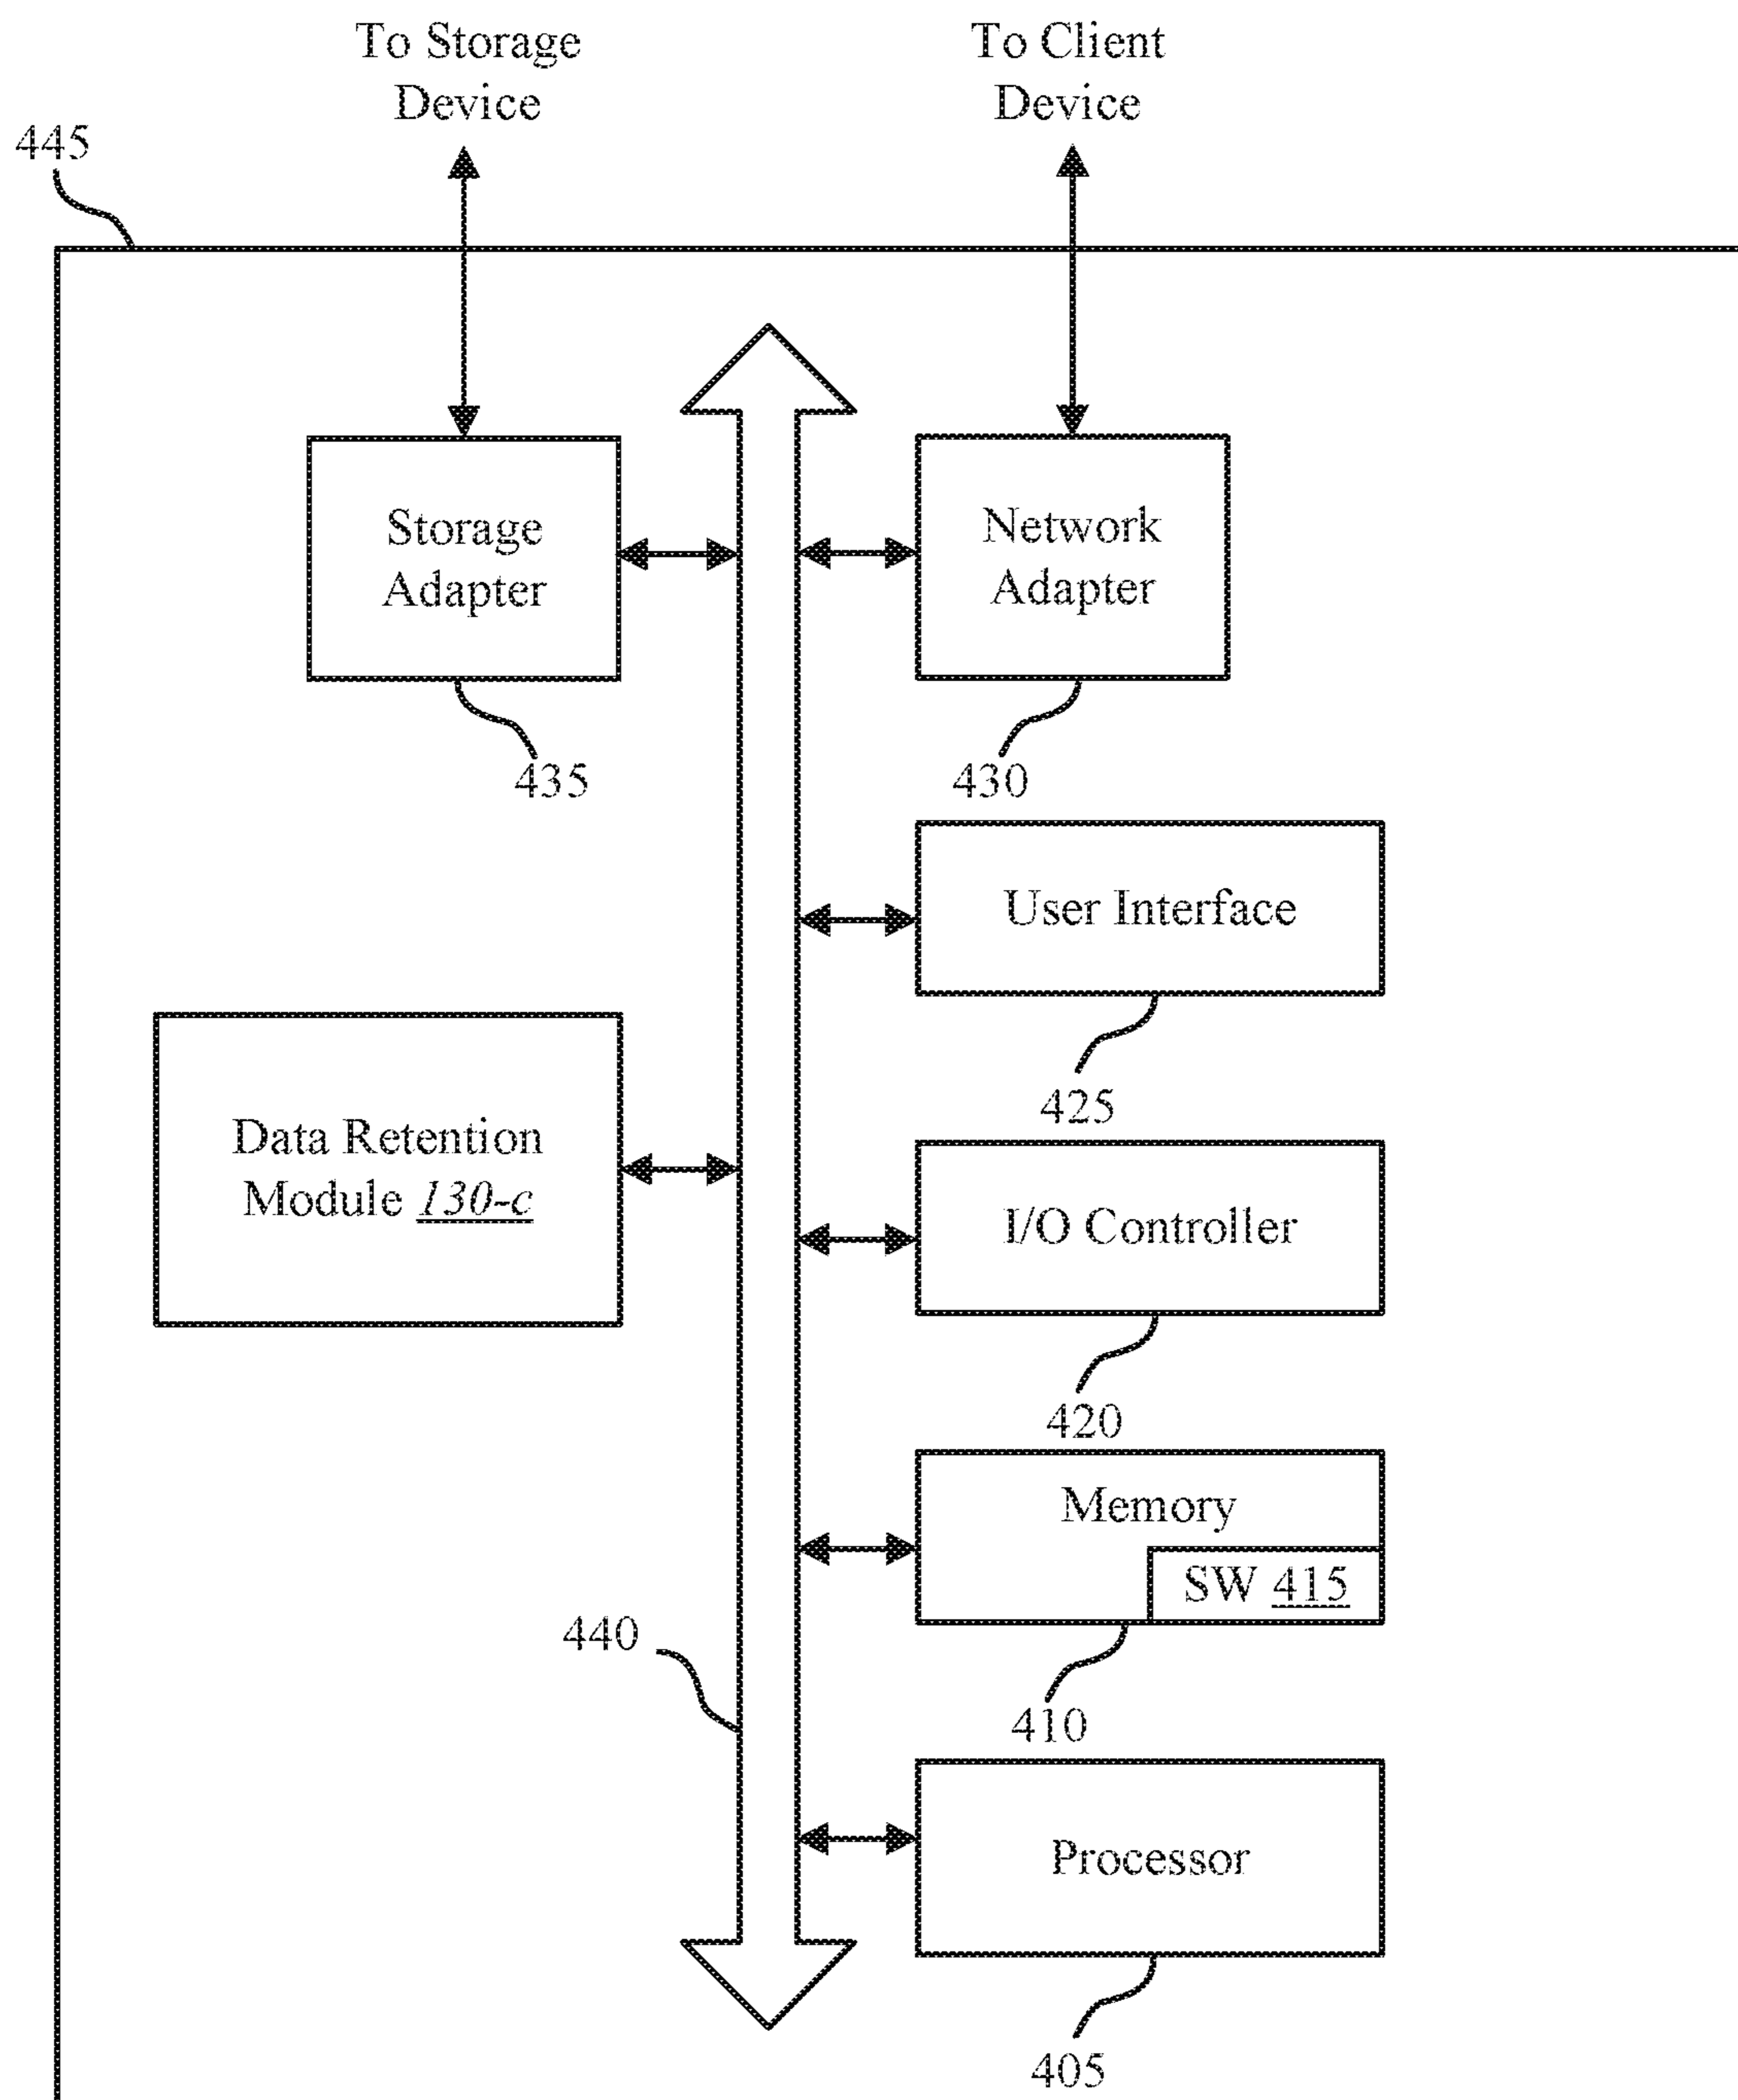 To Storage
Device
To Client
Device
445
Storage
Adapter
Network
Adapter
435
430
User Interface
425
Data Retention
Module 130-c
I/O Controller
420
Memory
SW 415
440
410
Processor
405